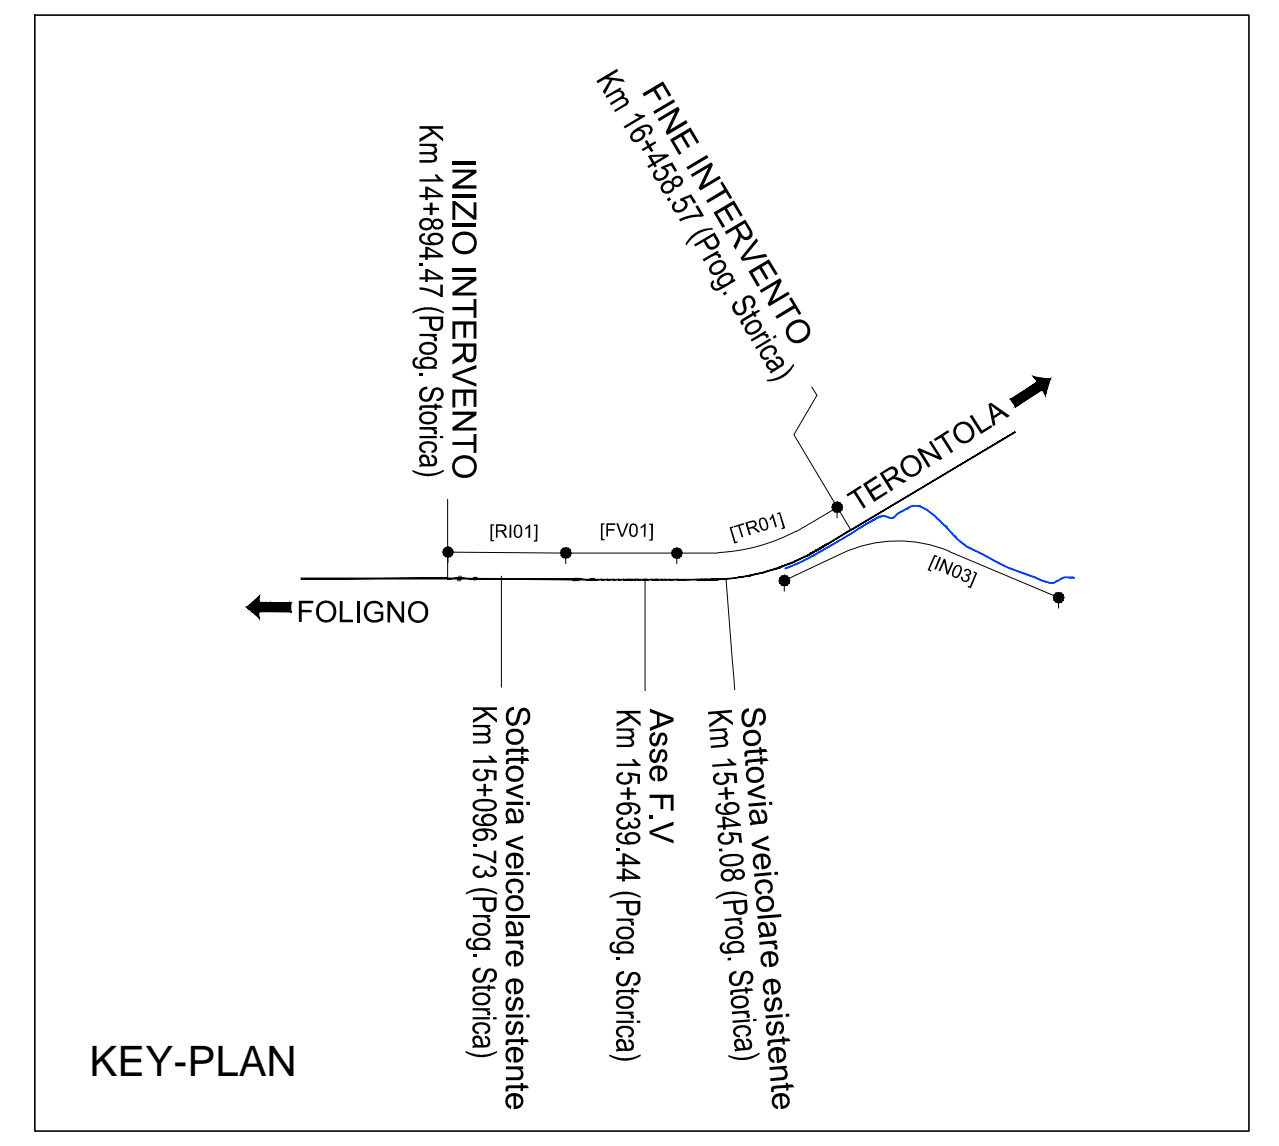 INIZIO INTERVENTO
Km 14+894.47 (Prog. Storica)
FINE INTERVENTO
Km 16+458.57 (Prog. Storica)
TERONTOLA
[RI01]
[FV01]
[TR01]
[IN03]
FOLIGNO
Sottovia veicolare esistente
Km 15+096.73 (Prog. Storica)
Asse F.V
Km 15+639.44 (Prog. Storica)
Sottovia veicolare esistente
Km 15+945.08 (Prog. Storica)
KEY-PLAN